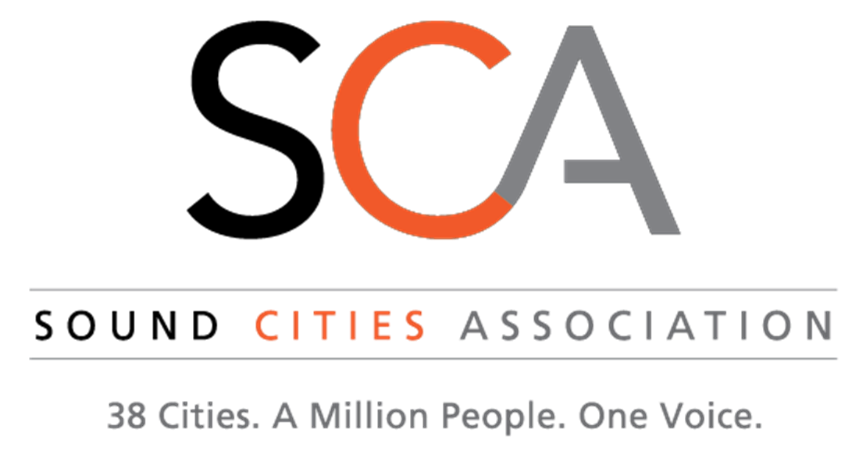 SCA
SOUND CITIES ASSOCIATION
38 Cities. A Million People. One Voice.